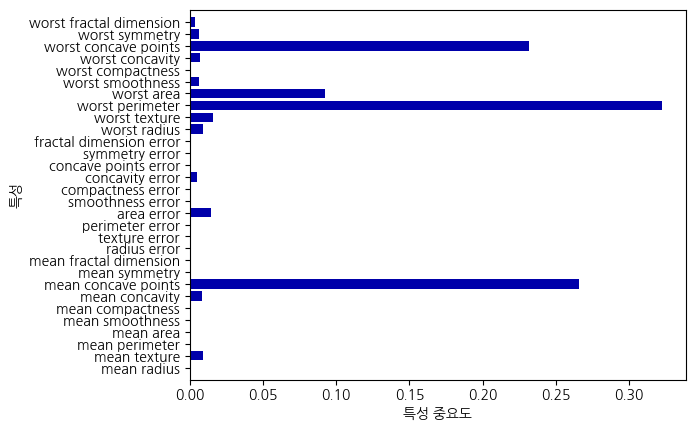 worst fractal dimension
worst symmetry
worst concave points
worst concavity
worst compactness
worst smoothness
worst area
worst perimeter
worst texture
worst radius
fractal dimension error
symmetry error
concave points error
concavity error
compactness error
smoothness error
area error
perimeter error
texture error
radius error
mean fractal dimension
mean symmetry
mean concave points
mean concavity
mean compactness
mean smoothness
mean area
mean perimeter
mean texture
mean radius
특성
0.00 0.05 0.10 0.15 0.20 0.25 0.30
특성 중요도